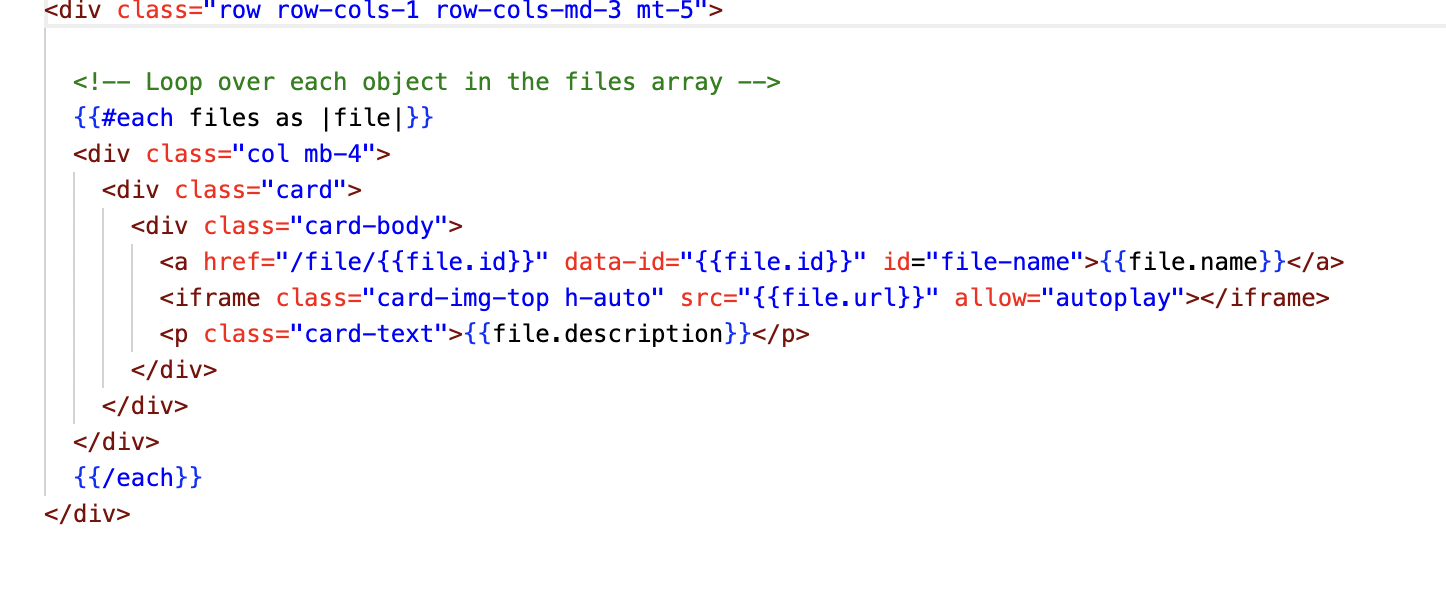 <div class="row row-cols-1 row-cols-md-3 mt-5">
<!-- Loop over each object in the files array -->
{{#each files as |file|}}
<div class="col mb-4">
<div class="card">
<div class="card-body">
<a href="/file/{{file.id}}" data-id="{{file.id}}" id="file-name">{{file.name}}</a>
<iframe class="card-img-top h-auto" src="{{file.url}}" allow="autoplay"></iframe>
<p class="card-text">{{file.description}}</p>
</div>
</div>
</div>
{{/each}}
</div>